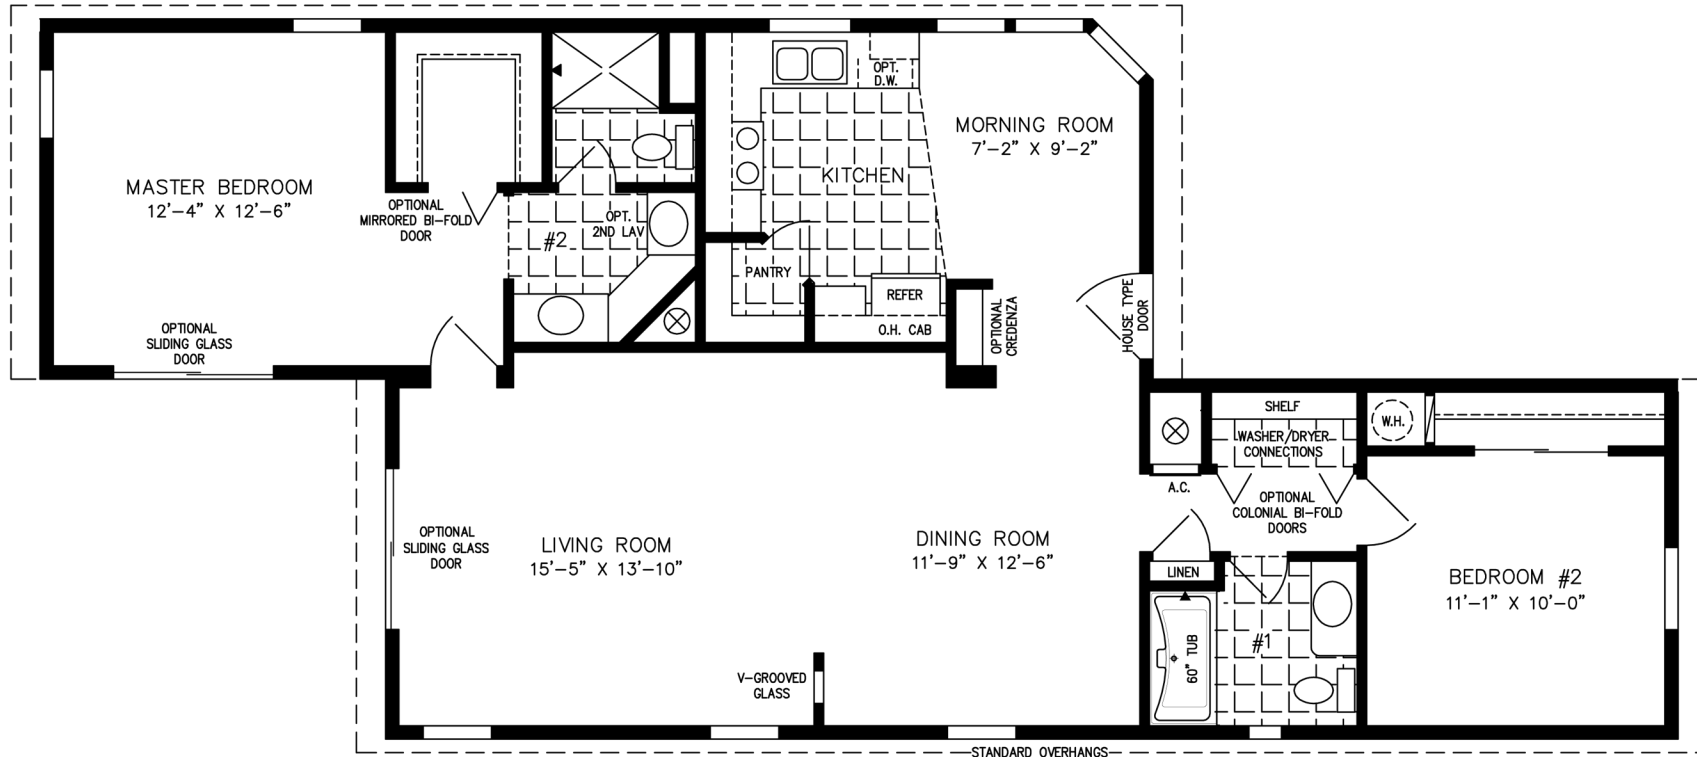 OPT.
D.W.
MORNING ROOM
7'-2" X 9'-2"
KITCHEN
MASTER BEDROOM
12'-4" X 12'-6"
OPTIONAL
MIRRORED BI-FOLD
DOOR
OPT.
2ND LAV
#2
PANTRY
REFER
O.H. CAB
OPTIONAL
CREDENZA
HOUSE TYPE
DOOR
OPTIONAL
SLIDING GLASS
DOOR
SHELF
WASHER/DRYER
CONNECTIONS
W.H.
A.C.
OPTIONAL
COLONIAL BI-FOLD
DOORS
OPTIONAL
SLIDING GLASS
DOOR
LIVING ROOM
15'-5" X 13'-10"
DINING ROOM
11'-9" X 12'-6"
LINEN
BEDROOM #2
11'-1" X 10'-0"
60" TUB
#1
V-GROOVED
GLASS
STANDARD OVERHANGS